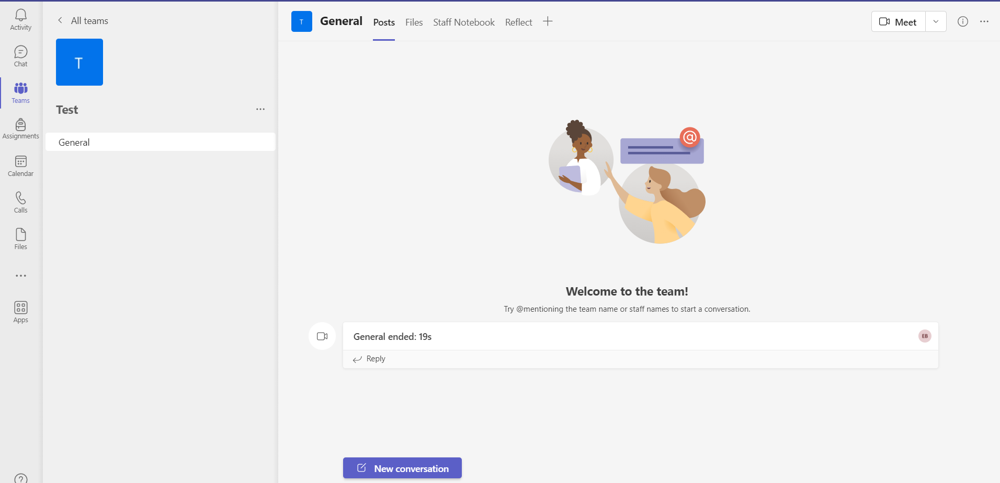 Activity
Chat
Teams
Assignments
Calendar
Calls
Files
Apps
All teams
T
Test
General
T
General
Posts
Files
Staff Notebook
Reflect
Meet
@
Welcome to the team!
Try @mentioning the team name or staff names to start a conversation.
General ended: 19s
EB
Reply
New conversation